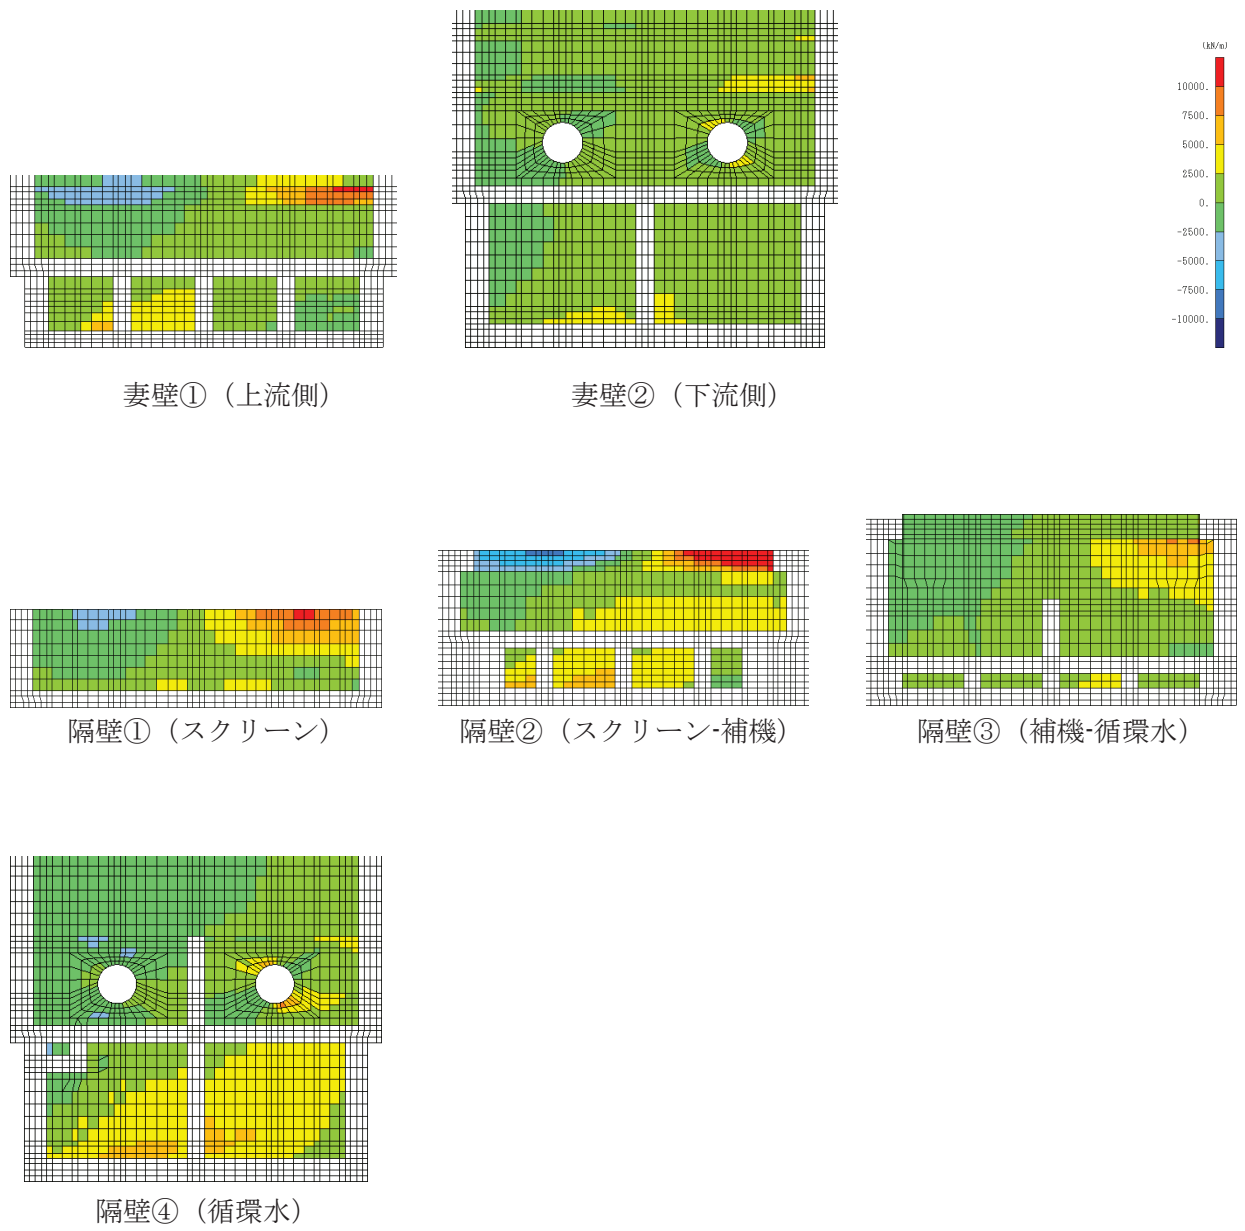 (kN/m)
10000.
7500.
5000.
2500.
0.
-2500.
-5000.
-7500.
-10000.
妻壁①（上流側）
妻壁②（下流側）
隔壁①（スクリーン）
隔壁②（スクリーン-補機）
隔壁③（補機-循環水）
隔壁④（循環水）